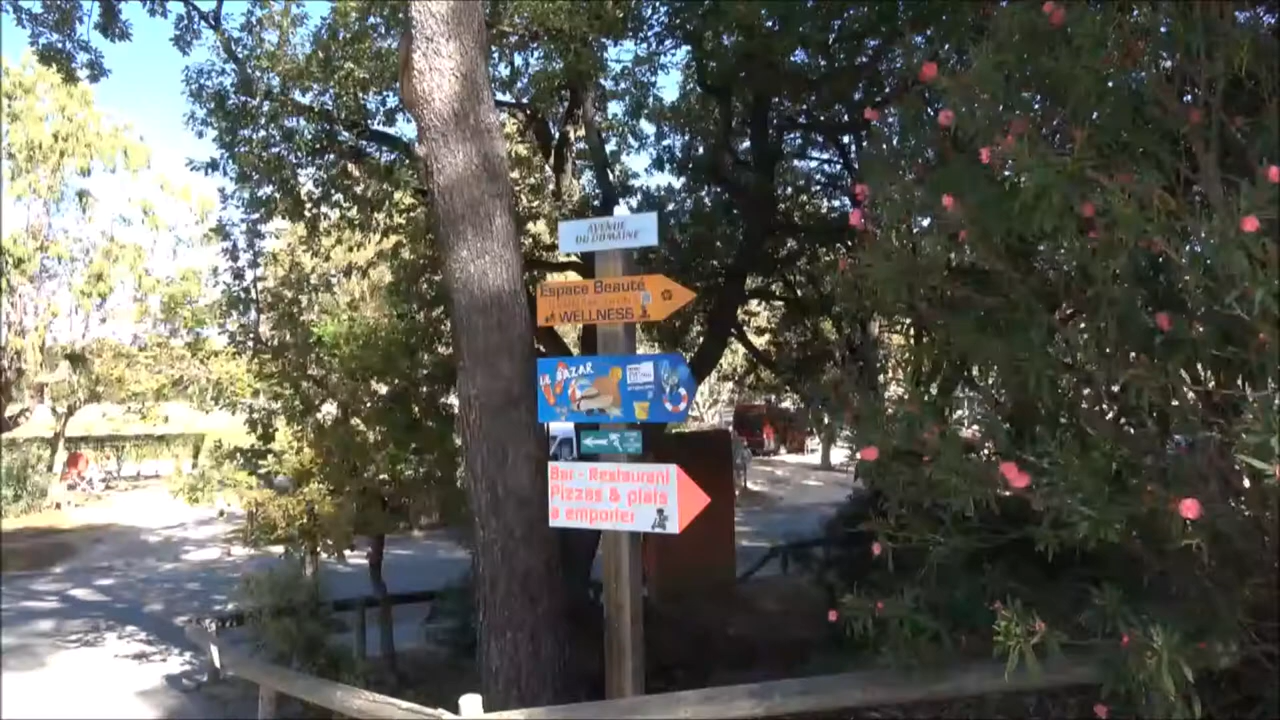 AVENUE
DU DOMAINE
Espace Beauté
WELLNESS
LE BAZAR
Bar - Restaurant
Pizzas & plats
à emporter